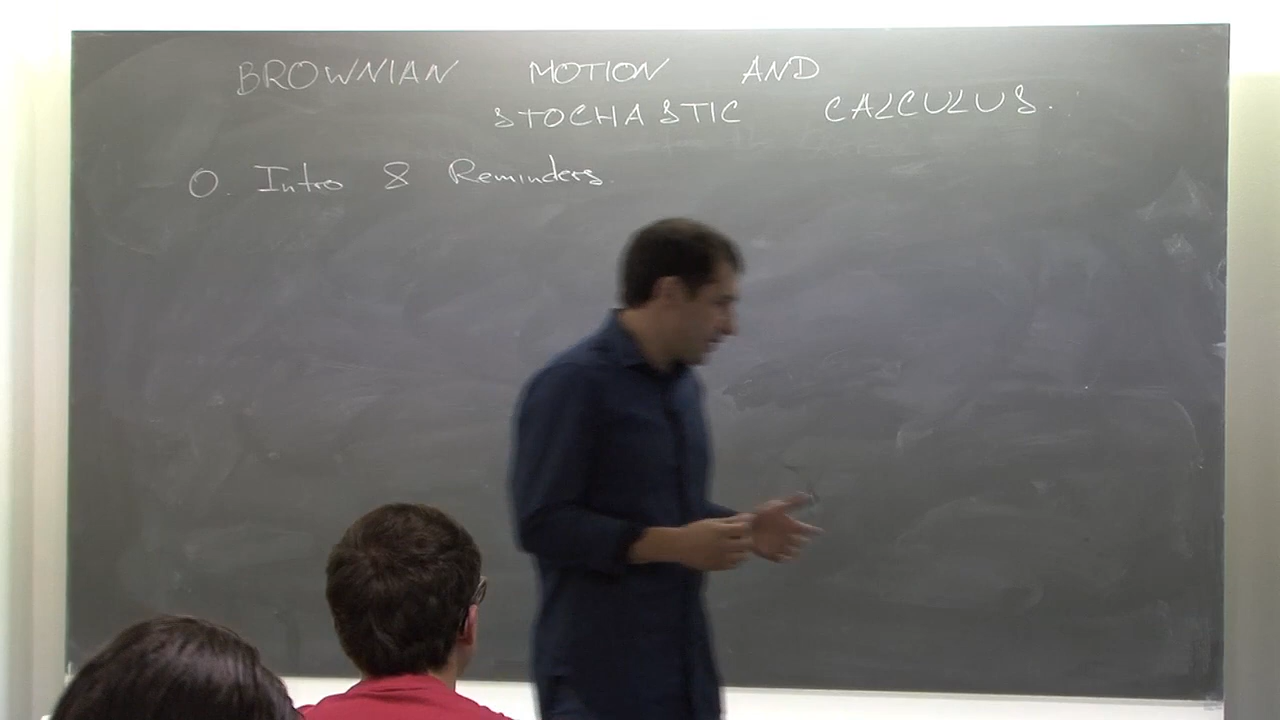 BROWNIAN MOTION AND
STOCHASTIC CALCULUS.
0. Intro & Reminders.